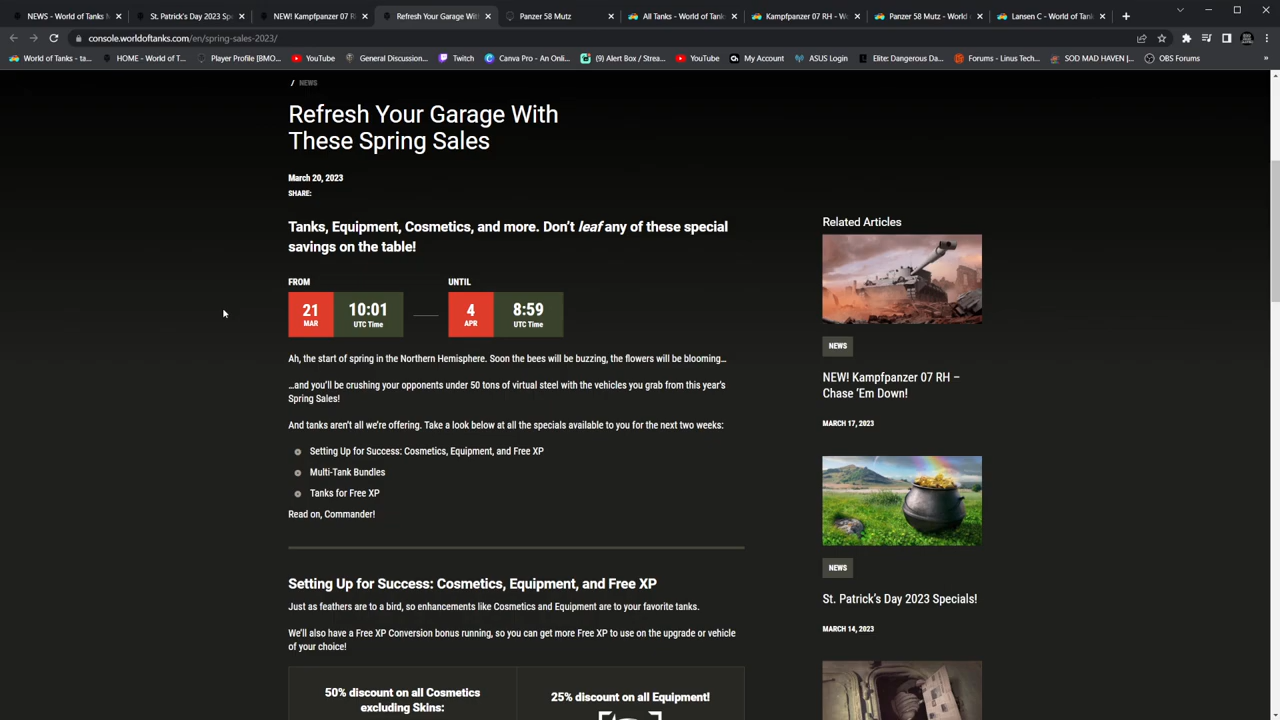 NEWS - World of Tanks M
St. Patrick's Day 2023 Spe
NEW! Kampfpanzer 07 R
Refresh Your Garage With
Panzer 58 Mutz
All Tanks - World of Tank
Kampfpanzer 07 RH - Wo
Panzer 58 Mutz - World
Lansen C - World of Tank
console.worldoftanks.com/en/spring-sales-2023/
World of Tanks - ta...
HOME - World of T...
Player Profile [BMO...
YouTube
General Discussion...
Twitch
Canva Pro - An Onli...
(9) Alert Box / Strea...
YouTube
My Account
ASUS Login
Elite: Dangerous Da...
Forums - Linus Tech...
SOD MAD HAVEN |...
OBS Forums
»
/ NEWS
Refresh Your Garage With
These Spring Sales
March 20, 2023
SHARE:
Tanks, Equipment, Cosmetics, and more. Don't leaf any of these special
savings on the table!
FROM
UNTIL
21 MAR 10:01 UTC Time
4 APR 8:59 UTC Time
Ah, the start of spring in the Northern Hemisphere. Soon the bees will be buzzing, the flowers will be blooming...
...and you'll be crushing your opponents under 50 tons of virtual steel with the vehicles you grab from this year's
Spring Sales!
And tanks aren't all we're offering. Take a look below at all the specials available to you for the next two weeks:
Setting Up for Success: Cosmetics, Equipment, and Free XP
Multi-Tank Bundles
Tanks for Free XP
Read on, Commander!
Setting Up for Success: Cosmetics, Equipment, and Free XP
Just as feathers are to a bird, so enhancements like Cosmetics and Equipment are to your favorite tanks.
We'll also have a Free XP Conversion bonus running, so you can get more Free XP to use on the upgrade or vehicle
of your choice!
50% discount on all Cosmetics
excluding Skins:
25% discount on all Equipment!
Related Articles
NEWS
NEW! Kampfpanzer 07 RH –
Chase 'Em Down!
MARCH 17, 2023
NEWS
St. Patrick's Day 2023 Specials!
MARCH 14, 2023